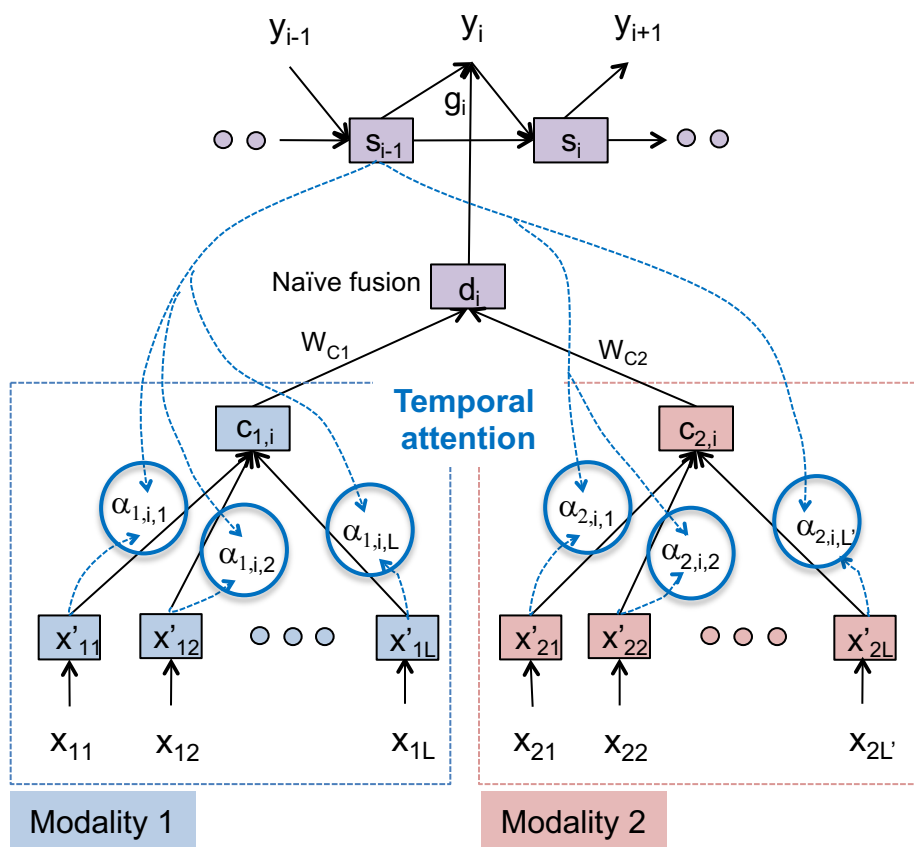 y_{i-1} y_i y_{i+1}
g_i
s_{i-1} s_i
Naïve fusion d_i
W_{C1} W_{C2}
Temporal
attention
c_{1,i} c_{2,i}
α_{1,i,1} α_{1,i,2} α_{1,i,L} α_{2,i,1} α_{2,i,2} α_{2,i,L'}
x'_{11} x'_{12} x'_{1L} x'_{21} x'_{22} x'_{2L}
x_{11} x_{12} x_{1L} x_{21} x_{22} x_{2L'}
Modality 1 Modality 2